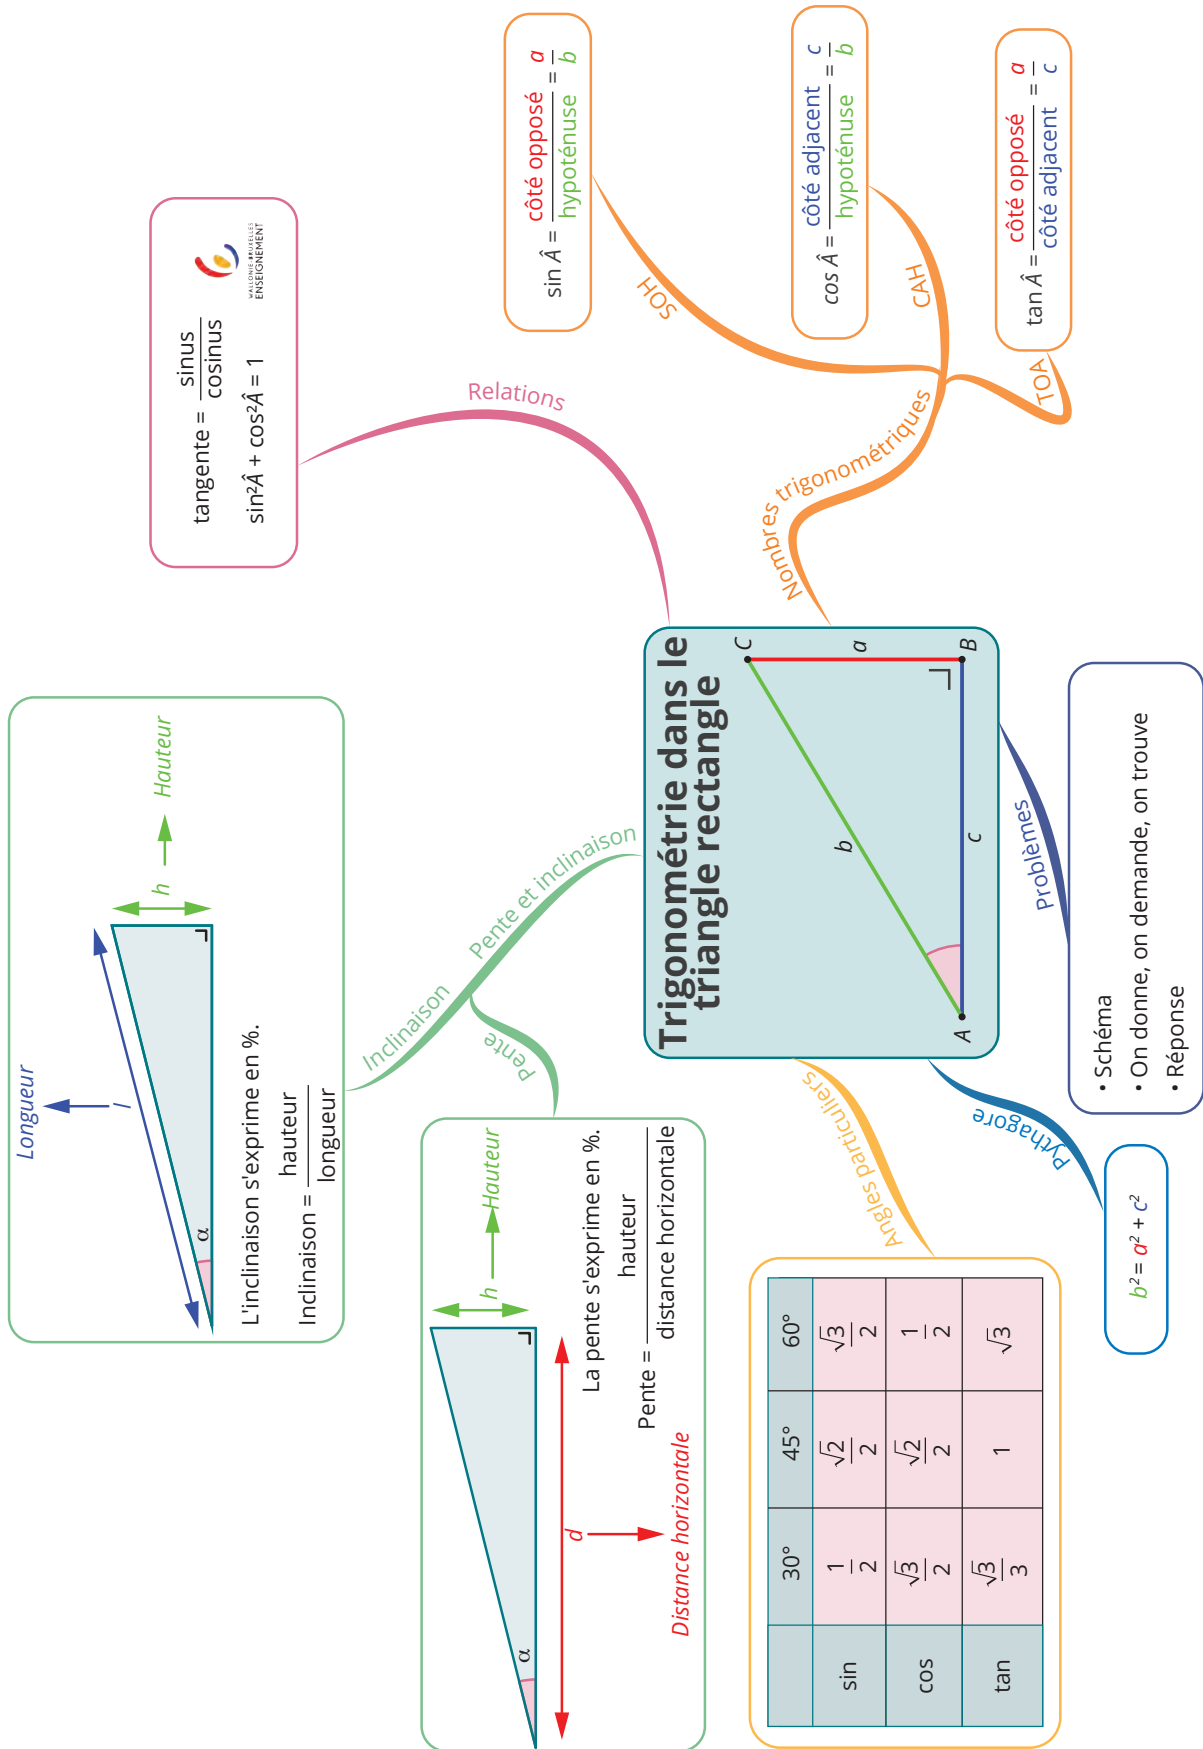 Trigonométrie dans le
triangle rectangle
A
B
C
a
b
c
Pente et inclinaison
Inclinaison
Longueur
l
h
Hauteur
α
L'inclinaison s'exprime en %.
Inclinaison = hauteur / longueur
Pente
h
Hauteur
α
d
Distance horizontale
La pente s'exprime en %.
Pente = hauteur / distance horizontale
Relations
tangente = sinus / cosinus
sin²Â + cos²Â = 1
WALLONIE-BRUXELLES
ENSEIGNEMENT
Nombres trigonométriques
SOH
sin Â = côté opposé / hypoténuse = a / b
CAH
cos Â = côté adjacent / hypoténuse = c / b
TOA
tan Â = côté opposé / côté adjacent = a / c
Angles particuliers
30° 45° 60°
sin 1/2 √2/2 √3/2
cos √3/2 √2/2 1/2
tan √3/3 1 √3
Pythagore
b² = a² + c²
Problèmes
• Schéma
• On donne, on demande, on trouve
• Réponse